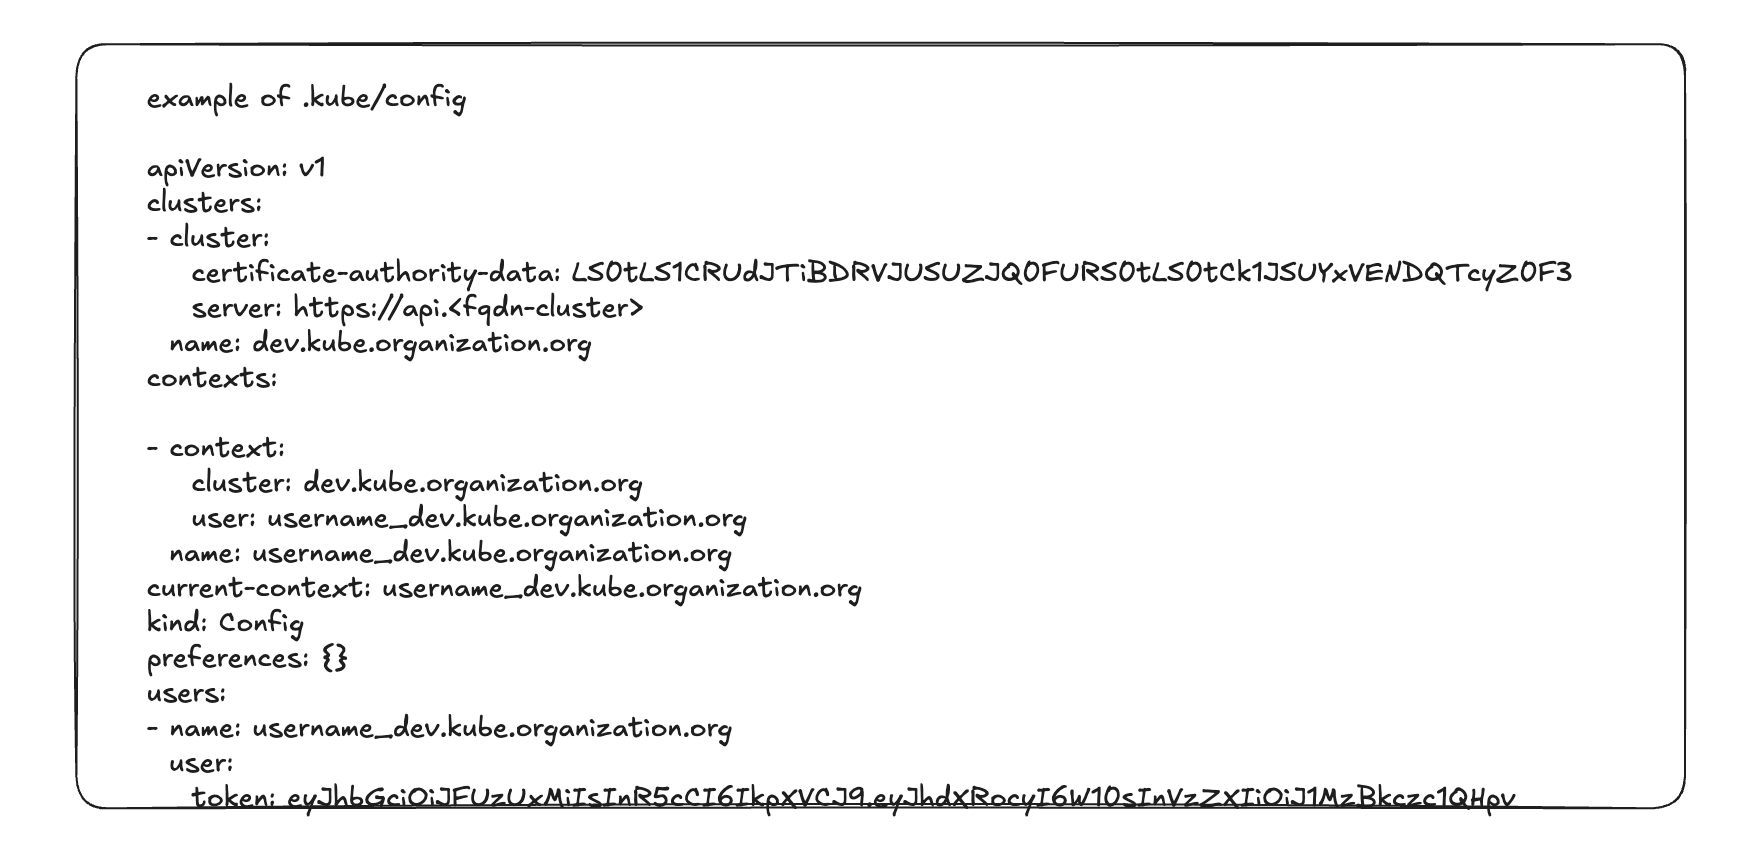 example of .kube/config
apiVersion: v1
clusters:
- cluster:
certificate-authority-data: LS0tLS1CRUdJTiBDRVJUSUZJQ0FURS0tLS0tCk1JSUYxVENDQTcyZ0F3
server: https://api.<fqdn-cluster>
name: dev.kube.organization.org
contexts:
- context:
cluster: dev.kube.organization.org
user: username_dev.kube.organization.org
name: username_dev.kube.organization.org
current-context: username_dev.kube.organization.org
kind: Config
preferences: {}
users:
- name: username_dev.kube.organization.org
user:
token: eyJhbGciOiJFUzUxMiIsInR5cCI6IkpXVCJ9.eyJhdXRocyI6W10sInVzZXIiOiJ1MzBkczc1QHpv